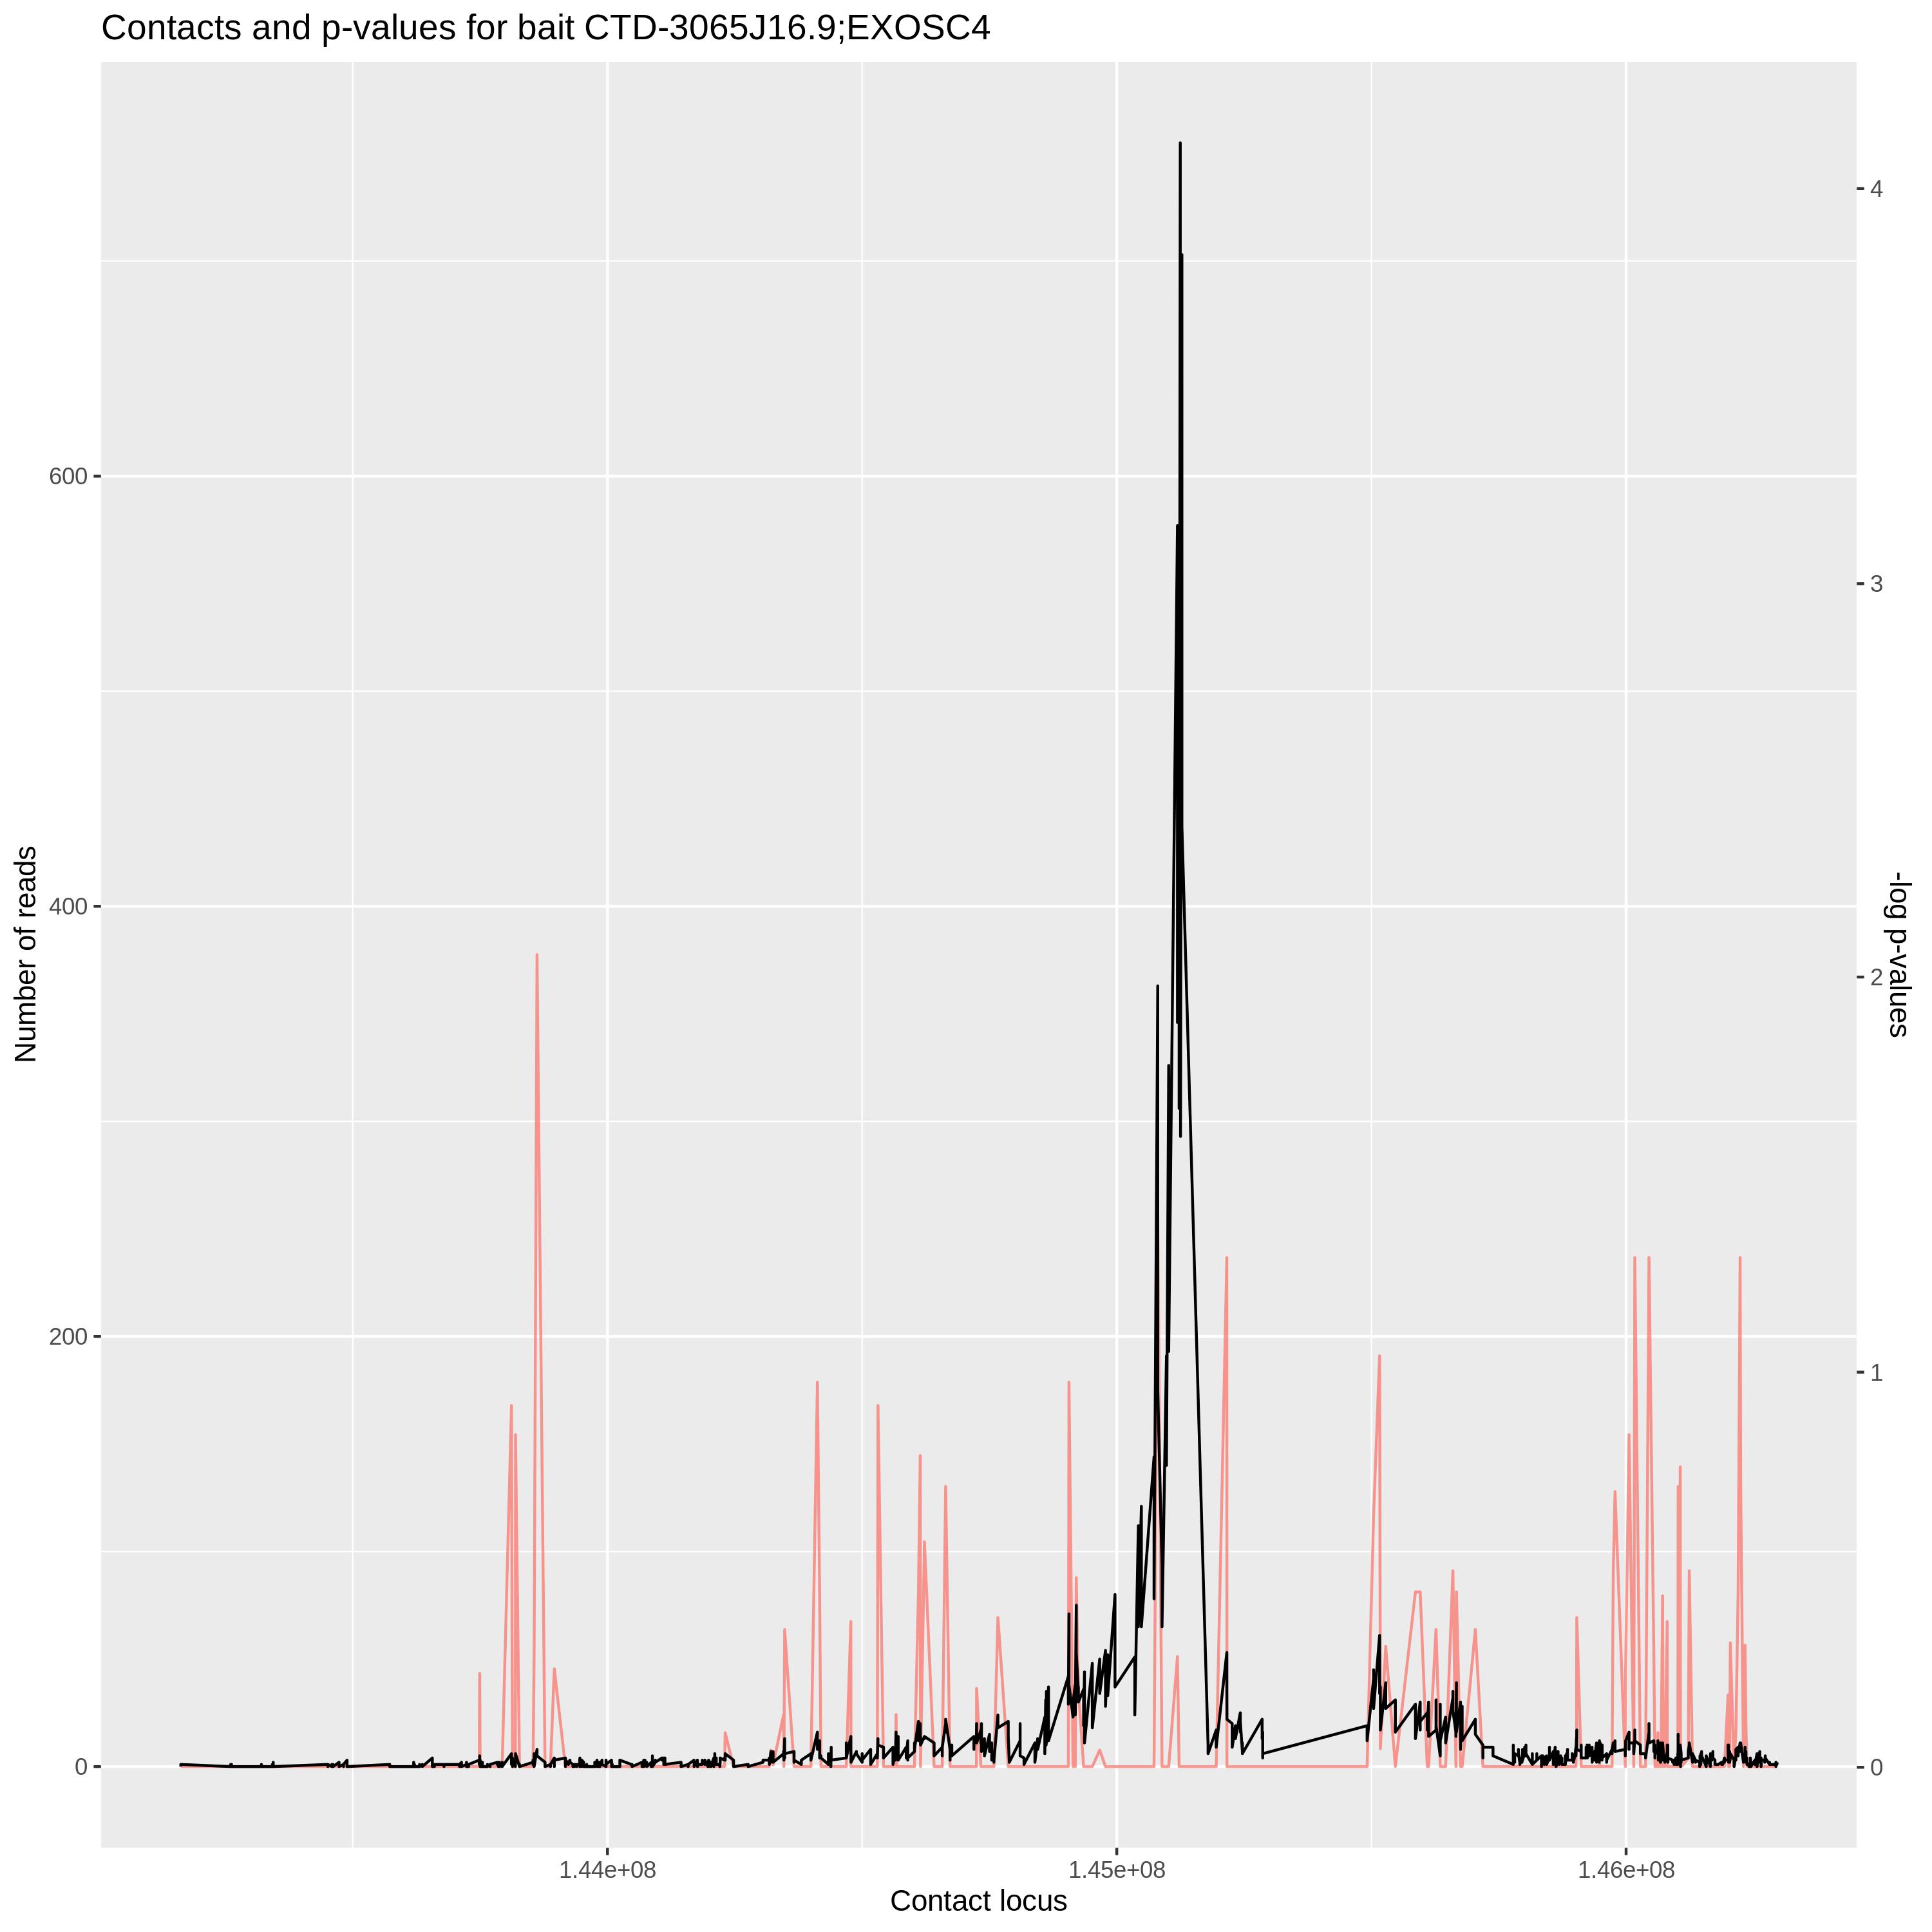 Contacts and p-values for bait CTD-3065J16.9;EXOSC4
Number of reads
600
400
200
0
4
3
2
1
0
-log p-values
1.44e+08 1.45e+08 1.46e+08
Contact locus